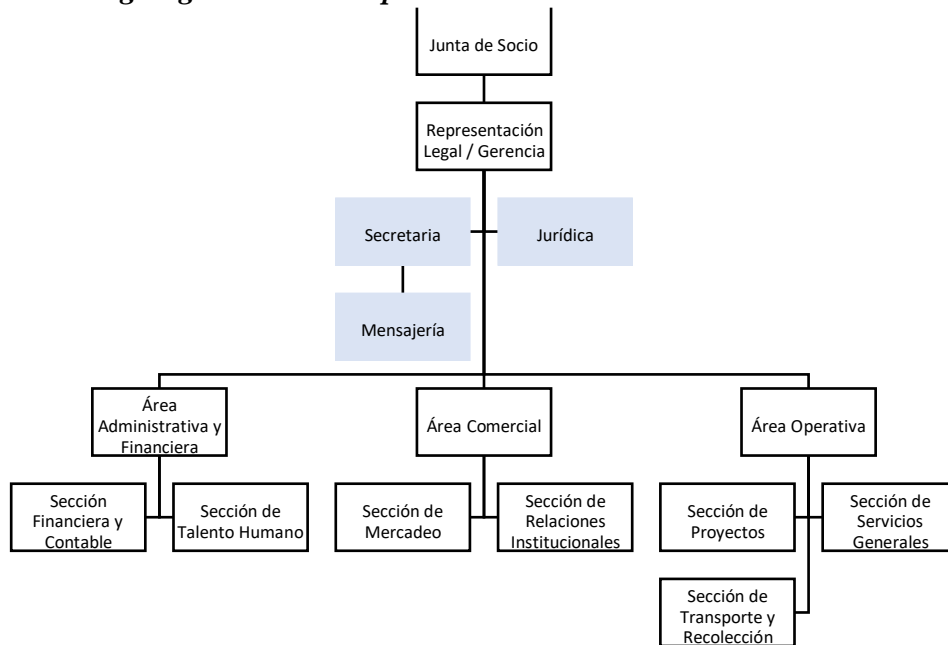 Junta de Socio
Representación
Legal / Gerencia
Secretaria
Jurídica
Mensajería
Área
Administrativa y
Financiera
Área Comercial
Área Operativa
Sección
Financiera y
Contable
Sección de
Talento Humano
Sección de
Mercadeo
Sección de
Relaciones
Institucionales
Sección de
Proyectos
Sección de
Servicios
Generales
Sección de
Transporte y
Recolección